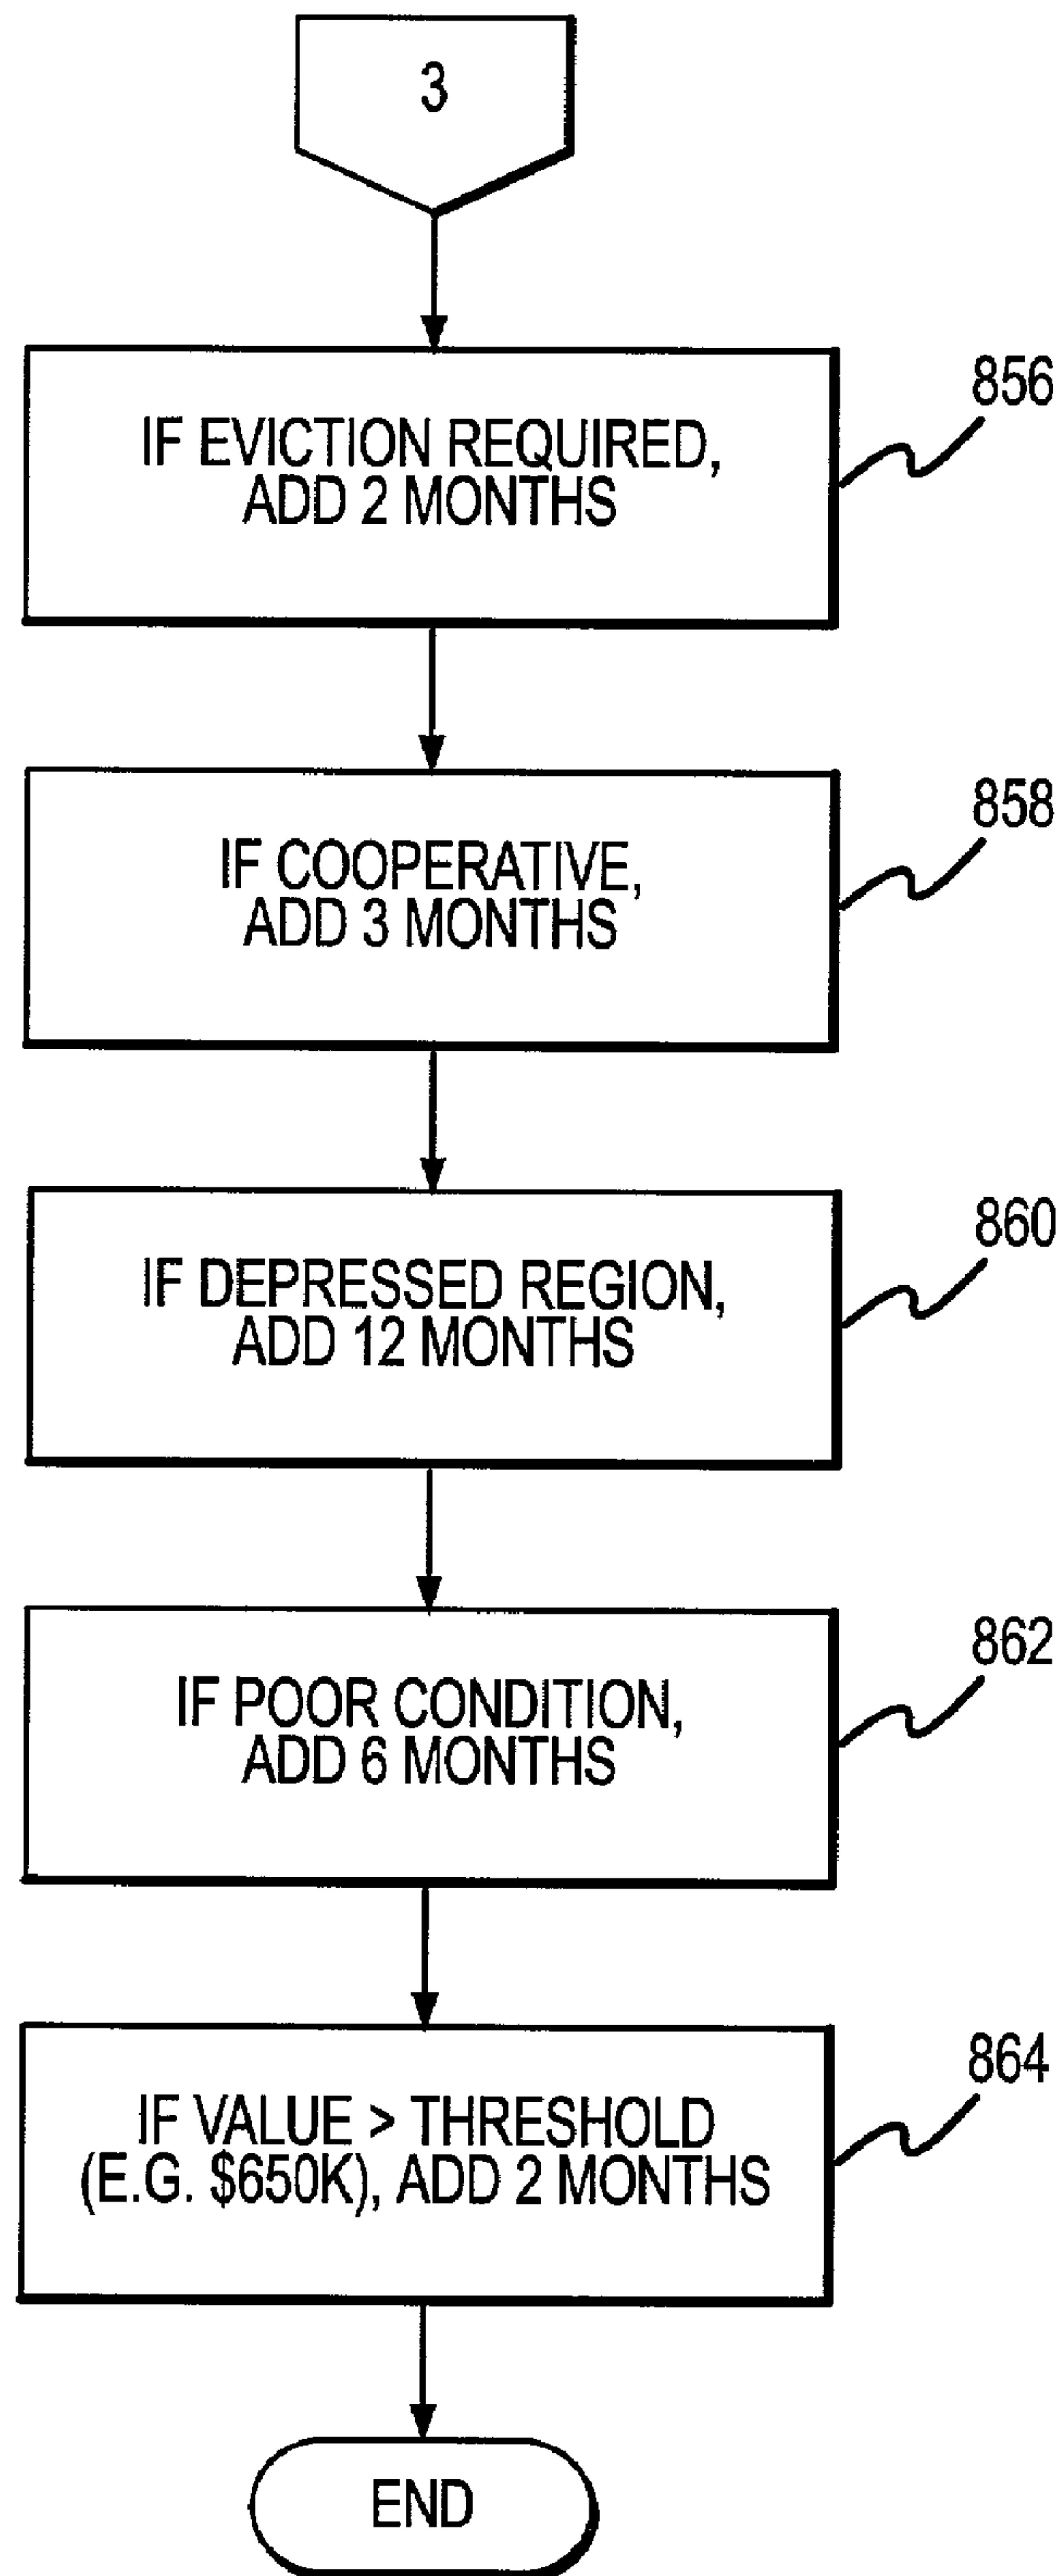 3
IF EVICTION REQUIRED,
ADD 2 MONTHS
856
IF COOPERATIVE,
ADD 3 MONTHS
858
IF DEPRESSED REGION,
ADD 12 MONTHS
860
IF POOR CONDITION,
ADD 6 MONTHS
862
IF VALUE > THRESHOLD
(E.G. $650K), ADD 2 MONTHS
864
END